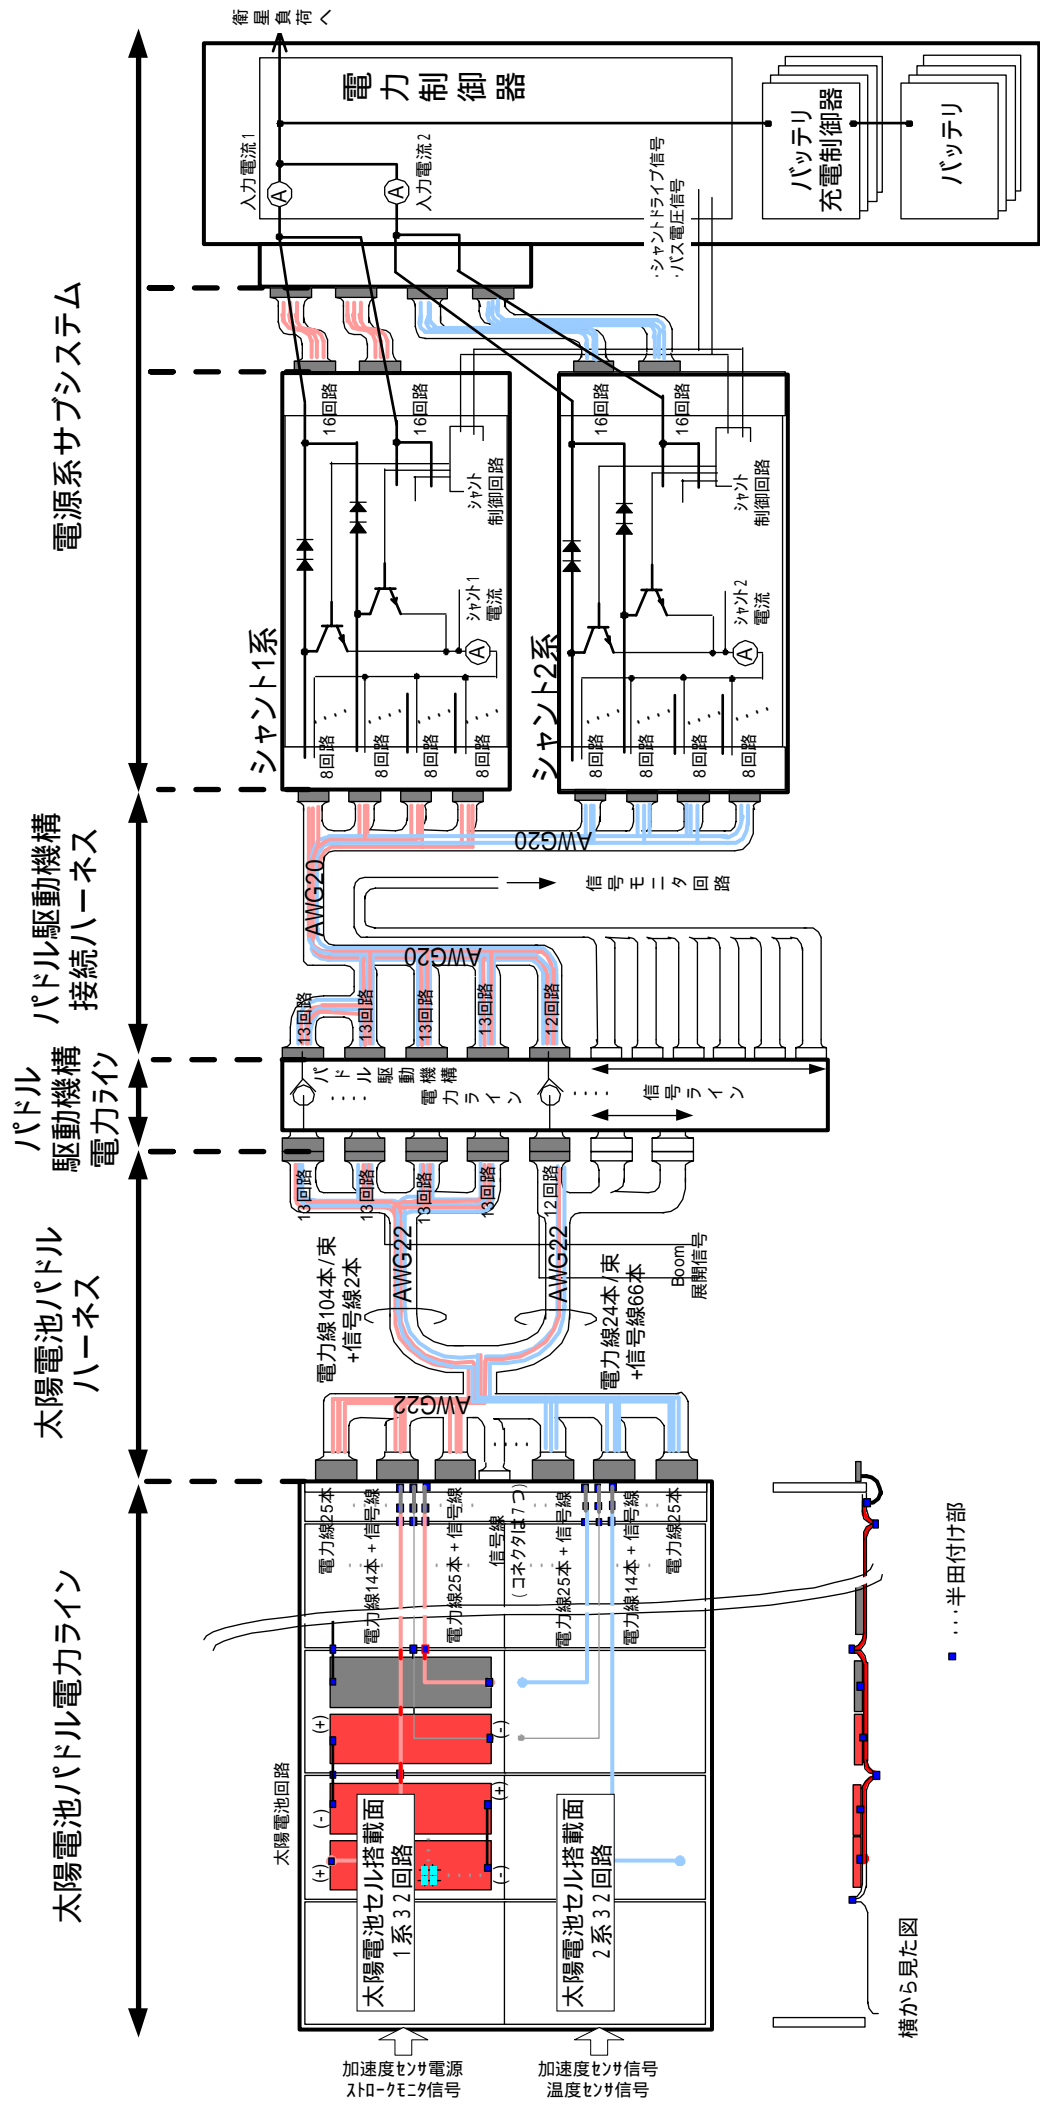 太陽電池パドル電力ライン
太陽電池パドル
ハーネス
パドル
駆動機構
電力ライン
パドル駆動機構
接続ハーネス
電源系サブシステム
加速度センサ電源
ストロークモニタ信号
加速度センサ信号
温度センサ信号
太陽電池回路
(+)
(-)
(+)
(-)
(+)
(-)
太陽電池セル搭載面
1系32回路
太陽電池セル搭載面
2系32回路
電力線25本
電力線14本+信号線
電力線25本+信号線
信号線
(コネクタは7つ)
電力線25本+信号線
電力線14本+信号線
電力線25本
AWG22
電力線104本/束
+信号線2本
AWG22
電力線24本/束
+信号線66本
AWG22
Boom
展開信号
13回路
13回路
13回路
13回路
12回路
パドル駆動機構
電力ライン
信号ライン
13回路
13回路
13回路
13回路
12回路
AWG20
AWG20
AWG20
信号モニタ回路
シャント1系
8回路
8回路
8回路
8回路
A
シャント1
電流
シャント
制御回路
16回路
16回路
シャント2系
8回路
8回路
8回路
8回路
A
シャント2
電流
シャント
制御回路
16回路
16回路
・シャントドライブ信号
・バス電圧信号
入力電流1
A
入力電流2
A
電力制御器
衛星負荷へ
バッテリ
充電制御器
バッテリ
横から見た図
…半田付け部